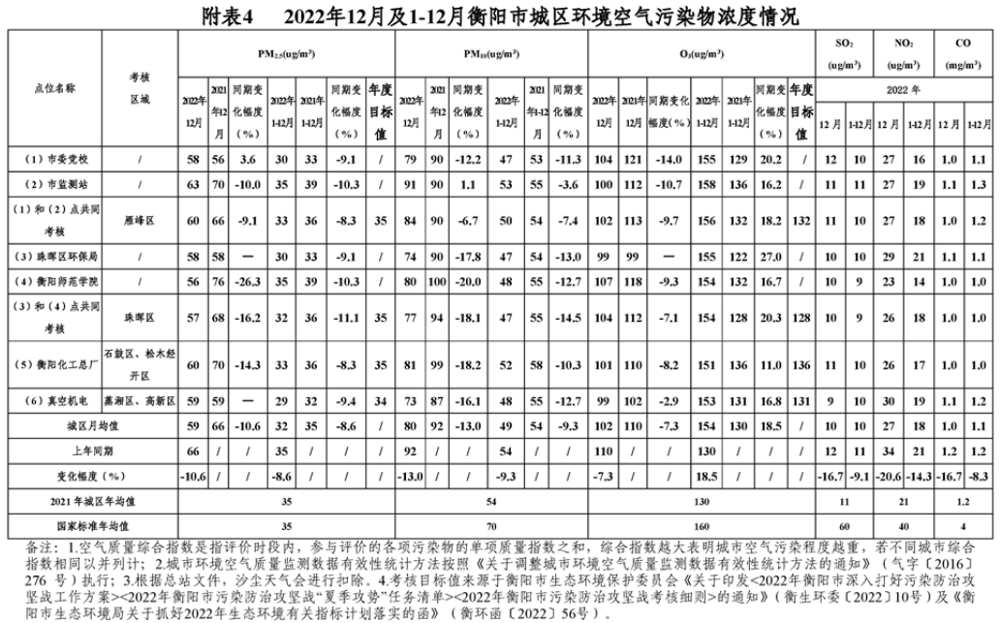 附表4 2022年12月及1-12月衡阳市城区环境空气污染物浓度情况
点位名称 考核区域 PM2.5(ug/m³) PM10(ug/m³) O3(ug/m³) SO2(ug/m³) NO2(ug/m³) CO(mg/m³)
2022年12月 2021年12月 同期变化幅度(%) 2022年1-12月 2021年1-12月 同期变化幅度(%) 年度目标值 2022年12月 2021年12月 同期变化幅度(%) 2022年1-12月 2021年1-12月 同期变化幅度(%) 2022年12月 2021年12月 同期变化幅度(%) 2022年1-12月 2021年1-12月 同期变化幅度(%) 年度目标值 2022年
12月 1-12月 12月 1-12月 12月 1-12月
(1)市委党校 / 58 56 3.6 30 33 -9.1 / 79 90 -12.2 47 53 -11.3 104 121 -14.0 155 129 20.2 / 12 10 27 16 1.0 1.1
(2)市监测站 / 63 70 -10.0 35 39 -10.3 / 91 90 1.1 53 55 -3.6 100 112 -10.7 158 136 16.2 / 11 11 27 19 1.1 1.3
(1)和(2)点共同考核 雁峰区 60 66 -9.1 33 36 -8.3 35 84 90 -6.7 50 54 -7.4 102 113 -9.7 156 132 18.2 132 11 10 27 18 1.0 1.2
(3)珠晖区环保局 / 58 58 — 30 33 -9.1 / 74 90 -17.8 47 54 -13.0 99 99 — 155 122 27.0 / 10 10 29 21 1.1 1.1
(4)衡阳师范学院 / 56 76 -26.3 35 39 -10.3 / 80 100 -20.0 48 55 -12.7 107 118 -9.3 154 132 16.7 / 10 9 23 14 1.0 1.0
(3)和(4)点共同考核 珠晖区 57 68 -16.2 32 36 -11.1 35 77 94 -18.1 47 55 -14.5 104 112 -7.1 154 128 20.3 128 10 9 26 18 1.0 1.0
(5)衡阳化工总厂 石鼓区、松木经开区 60 70 -14.3 33 36 -8.3 35 81 99 -18.2 52 58 -10.3 101 110 -8.2 151 136 11.0 136 11 10 26 17 1.0 1.0
(6)真空机电 蒸湘区、高新区 59 59 — 29 32 -9.4 34 73 87 -16.1 48 55 -12.7 99 102 -2.9 153 131 16.8 131 9 10 30 19 1.1 1.2
城区月均值 59 66 -10.6 32 35 -8.6 / 80 92 -13.0 49 54 -9.3 102 110 -7.3 154 130 18.5 / 10 10 27 18 1.0 1.1
上年同期 66 / / 35 / / / 92 / / 54 / / 110 / / 130 / / / 12 11 34 21 1.2 1.2
变化幅度(%) -10.6 / / -8.6 / / / -13.0 / / -9.3 / / -7.3 / / 18.5 / / / -16.7 -9.1 -20.6 -14.3 -16.7 -8.3
2021年城区年均值 35 54 130 11 21 1.2
国家标准年均值 35 70 160 60 40 4
备注:1.空气质量综合指数是指评价时段内,参与评价的各项污染物的单项质量指数之和,综合指数越大表明城市空气污染程度越重,若不同城市综合
指数相同以并列计;2.城市环境空气质量监测数据有效性统计方法按照《关于调整城市环境空气质量监测数据有效性统计方法的通知》(气字〔2016〕
276 号)执行;3.根据总站文件,沙尘天气会进行扣除。4.考核目标值来源于衡阳市生态环境保护委员会《关于印发<2022年衡阳市深入打好污染防治攻
坚战工作方案><2022年衡阳市污染防治攻坚战“夏季攻势”任务清单><2022年衡阳市污染防治攻坚战考核细则>的通知》(衡生环委〔2022〕10号)及《衡
阳市生态环境局关于抓好2022年生态环境有关指标计划落实的函》(衡环函〔2022〕56号)。